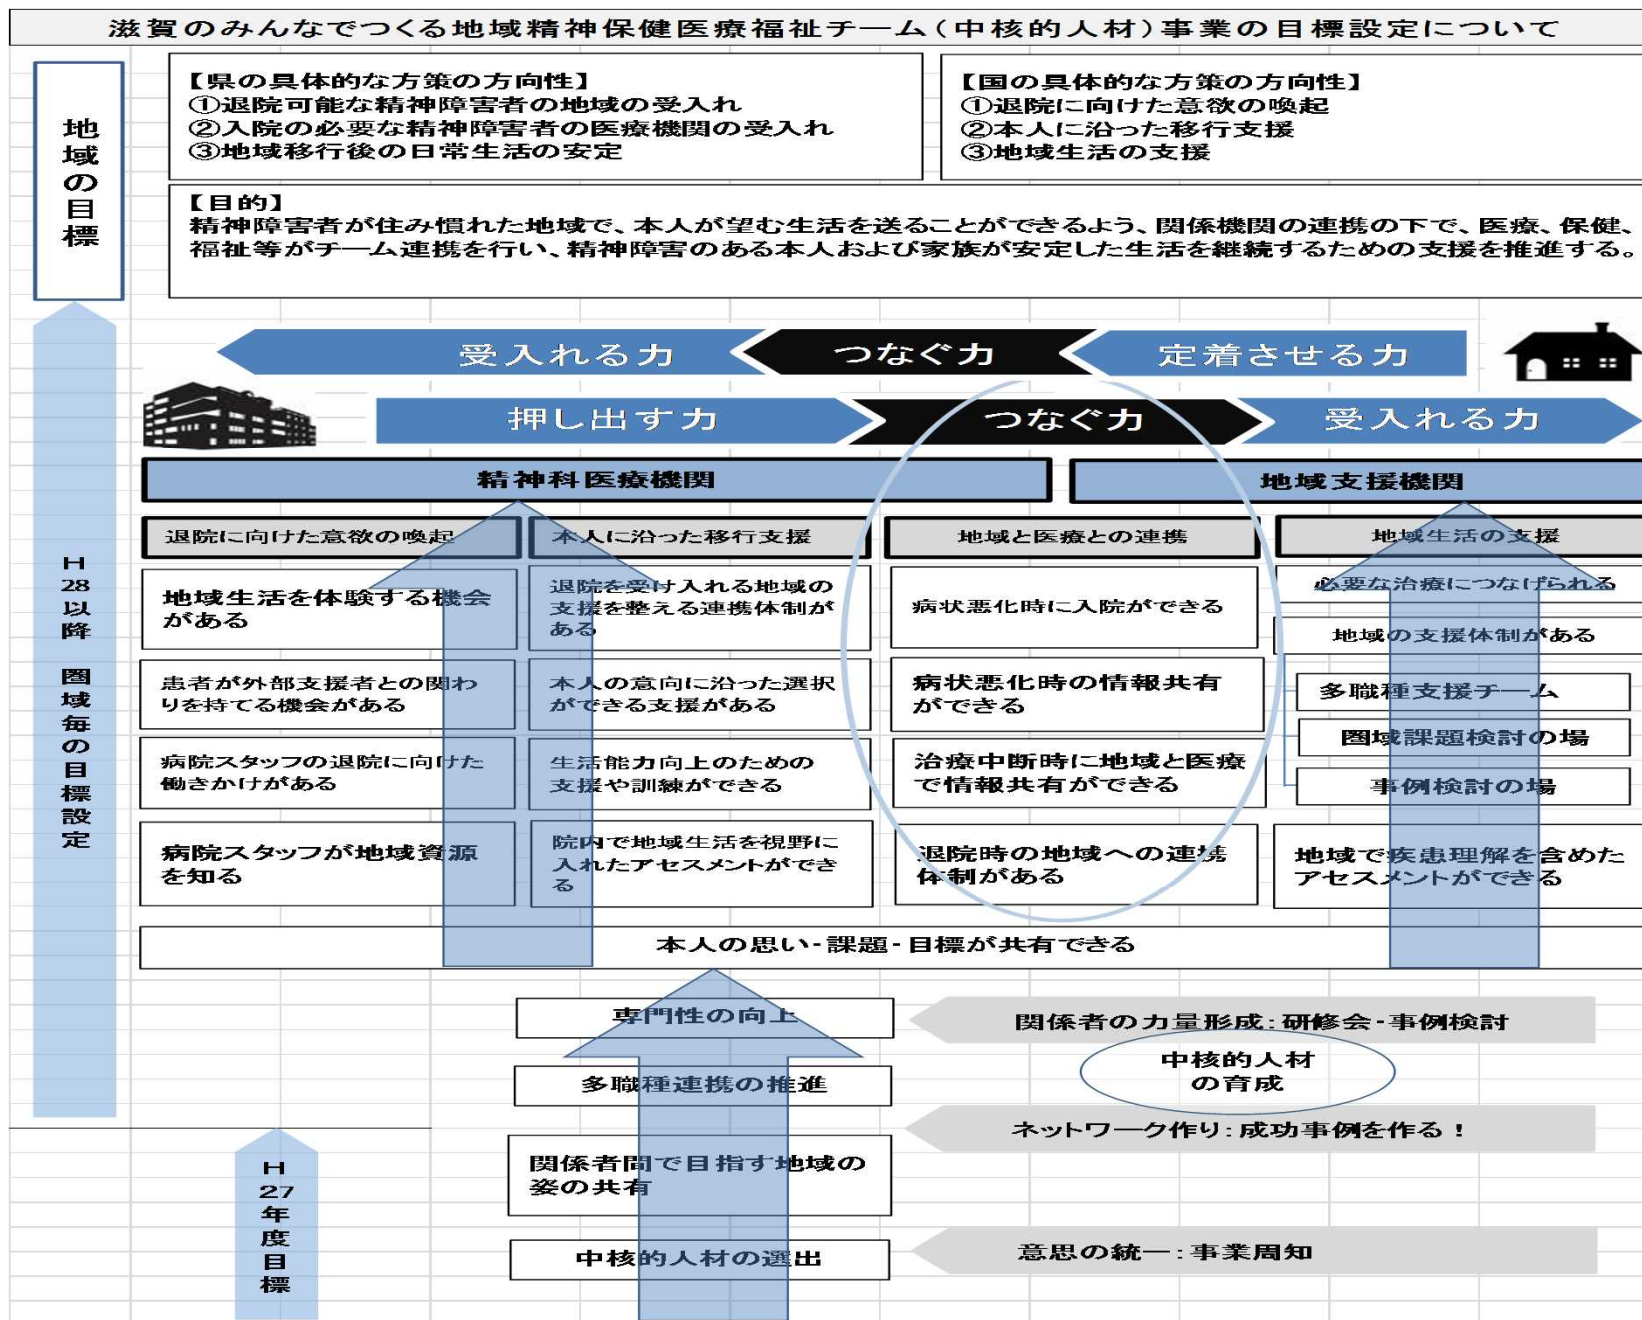 滋賀のみんなでつくる地域精神保健医療福祉チーム(中核的人材)事業の目標設定について
地域の目標
【県の具体的な方策の方向性】
①退院可能な精神障害者の地域の受入れ
②入院の必要な精神障害者の医療機関の受入れ
③地域移行後の日常生活の安定
【国の具体的な方策の方向性】
①退院に向けた意欲の喚起
②本人に沿った移行支援
③地域生活の支援
【目的】
精神障害者が住み慣れた地域で、本人が望む生活を送ることができるよう、関係機関の連携の下で、医療、保健、
福祉等がチーム連携を行い、精神障害のある本人および家族が安定した生活を継続するための支援を推進する。
受入れる力
つなぐ力
定着させる力
押し出す力
つなぐ力
受入れる力
精神科医療機関
地域支援機関
H28以降 圏域毎の目標設定
退院に向けた意欲の喚起
地域生活を体験する機会
がある
患者が外部支援者との関わ
りを持てる機会がある
病院スタッフの退院に向けた
働きかけがある
病院スタッフが地域資源
を知る
本人に沿った移行支援
退院を受け入れる地域の
支援を整える連携体制が
ある
本人の意向に沿った選択
ができる支援がある
生活能力向上のための
支援や訓練ができる
院内で地域生活を視野に
入れたアセスメントができ
る
地域と医療との連携
病状悪化時に入院ができる
病状悪化時の情報共有
ができる
治療中断時に地域と医療
で情報共有ができる
退院時の地域への連携
体制がある
地域生活の支援
必要な治療につなげられる
地域の支援体制がある
多職種支援チーム
圏域課題検討の場
事例検討の場
地域で疾患理解を含めた
アセスメントができる
本人の思い・課題・目標が共有できる
専門性の向上
関係者の力量形成:研修会・事例検討
中核的人材
の育成
多職種連携の推進
ネットワーク作り:成功事例を作る!
H27年度目標
関係者間で目指す地域の
姿の共有
中核的人材の選出
意思の統一:事業周知